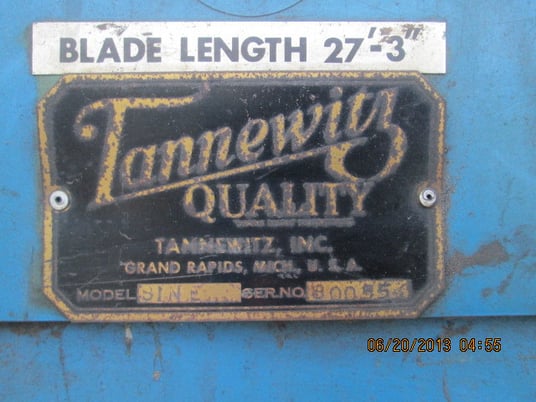 BLADE LENGTH 27'-3"
Tannewitz
QUALITY
TANNEWITZ, INC.
GRAND RAPIDS, MICH., U. S. A.
MODEL SER.NO.
06/20/2013 04:55